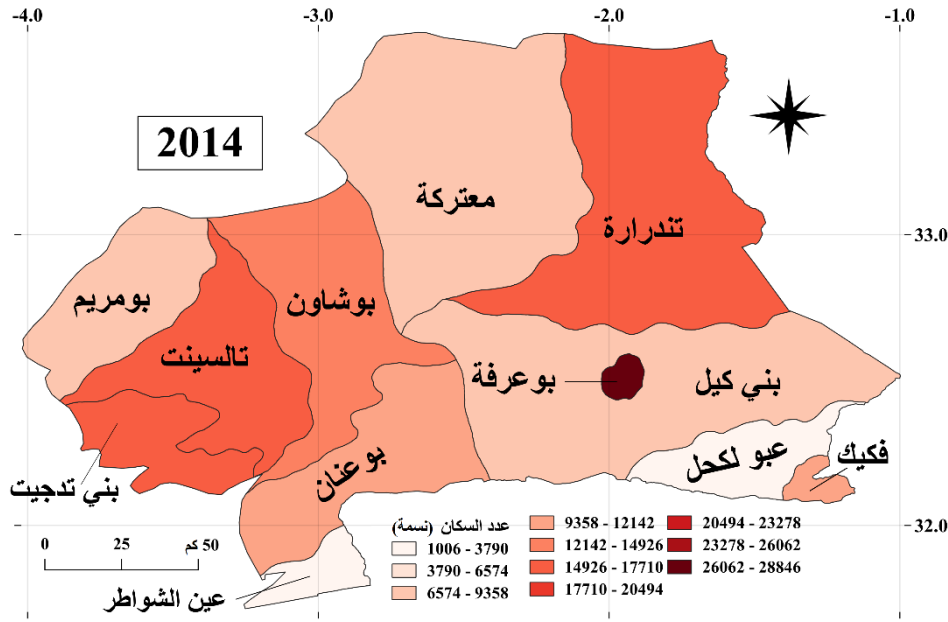 -4.0 -3.0 -2.0 -1.0
2014
معتركة
تندرارة
-33.0
بومريم
بوشاون
تالسينت
بوعرفة
بني كيل
عبو لكحل
فكيك
بوعنان
بني تدجيت
-32.0
0 25 50 كم
عين الشواطر
عدد السكان (نسمة)
1006 - 3790
3790 - 6574
6574 - 9358
9358 - 12142
12142 - 14926
14926 - 17710
17710 - 20494
20494 - 23278
23278 - 26062
26062 - 28846